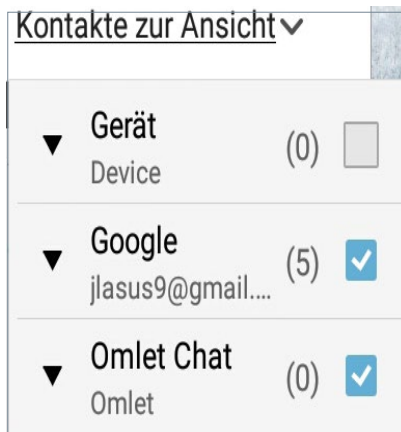 Kontakte zur Ansicht
Gerät
Device
(0)
Google
jlasus9@gmail....
(5)
Omlet Chat
Omlet
(0)